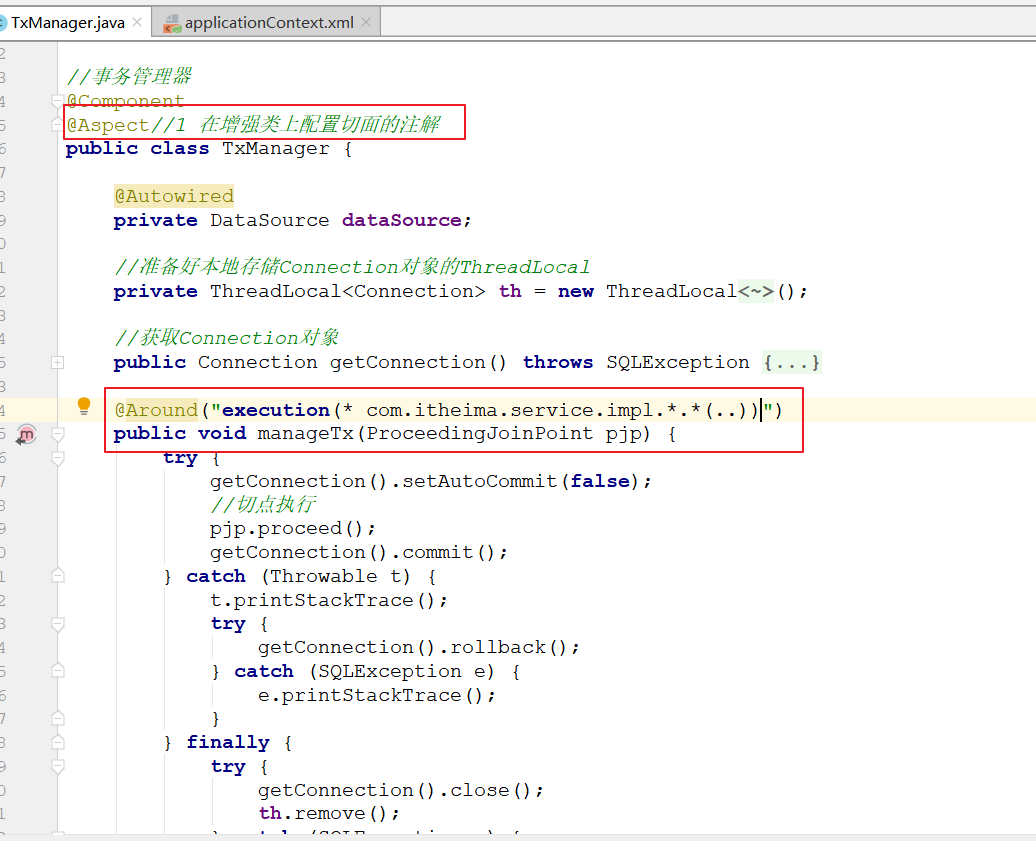 TxManager.java
applicationContext.xml
//事务管理器
@Component
@Aspect//1 在增强类上配置切面的注解
public class TxManager {
@Autowired
private DataSource dataSource;
//准备好本地存储Connection对象的ThreadLocal
private ThreadLocal<Connection> th = new ThreadLocal<~>();
//获取Connection对象
public Connection getConnection() throws SQLException {...}
@Around("execution(* com.itheima.service.impl.*.*(..))")
public void manageTx(ProceedingJoinPoint pjp) {
try {
getConnection().setAutoCommit(false);
//切点执行
pjp.proceed();
getConnection().commit();
} catch (Throwable t) {
t.printStackTrace();
try {
getConnection().rollback();
} catch (SQLException e) {
e.printStackTrace();
}
} finally {
try {
getConnection().close();
th.remove();